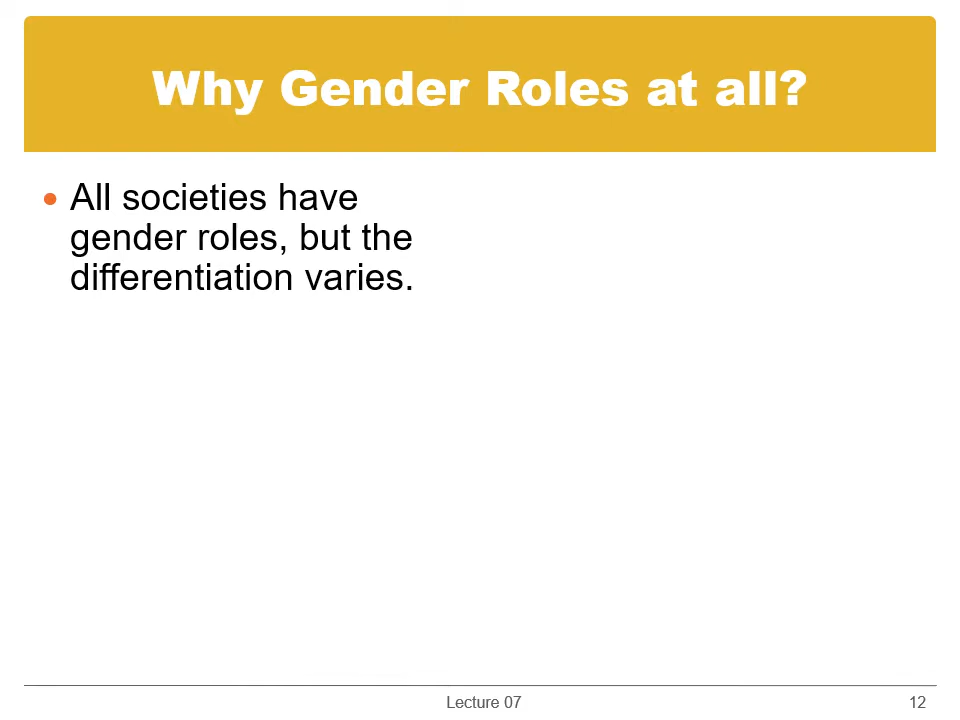 Why Gender Roles at all?
All societies have
gender roles, but the
differentiation varies.
Lecture 07
12